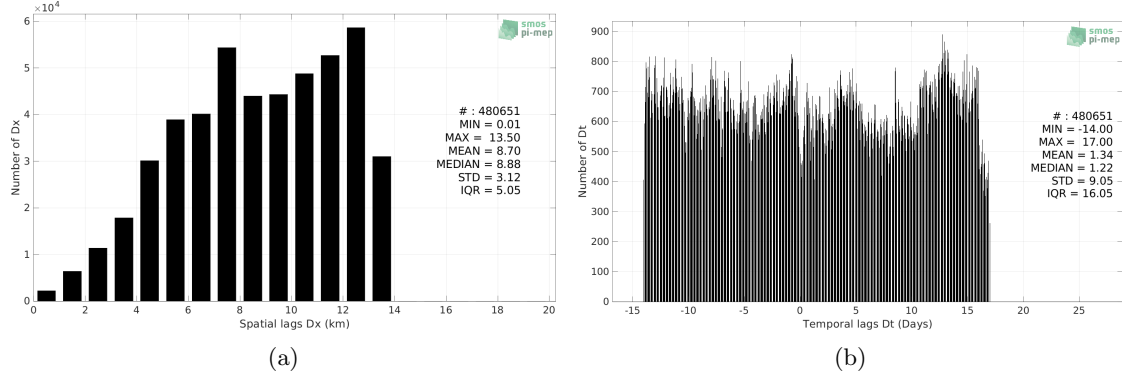 ×10⁴
6
5
4
3
2
1
0
Number of Dx
0 2 4 6 8 10 12 14 16 18 20
Spatial lags Dx (km)
smos
pi-mep
# : 480651
MIN = 0.01
MAX = 13.50
MEAN = 8.70
MEDIAN = 8.88
STD = 3.12
IQR = 5.05
(a)
900
800
700
600
500
400
300
200
100
0
Number of Dt
-15 -10 -5 0 5 10 15 20 25
Temporal lags Dt (Days)
smos
pi-mep
# : 480651
MIN = -14.00
MAX = 17.00
MEAN = 1.34
MEDIAN = 1.22
STD = 9.05
IQR = 16.05
(b)